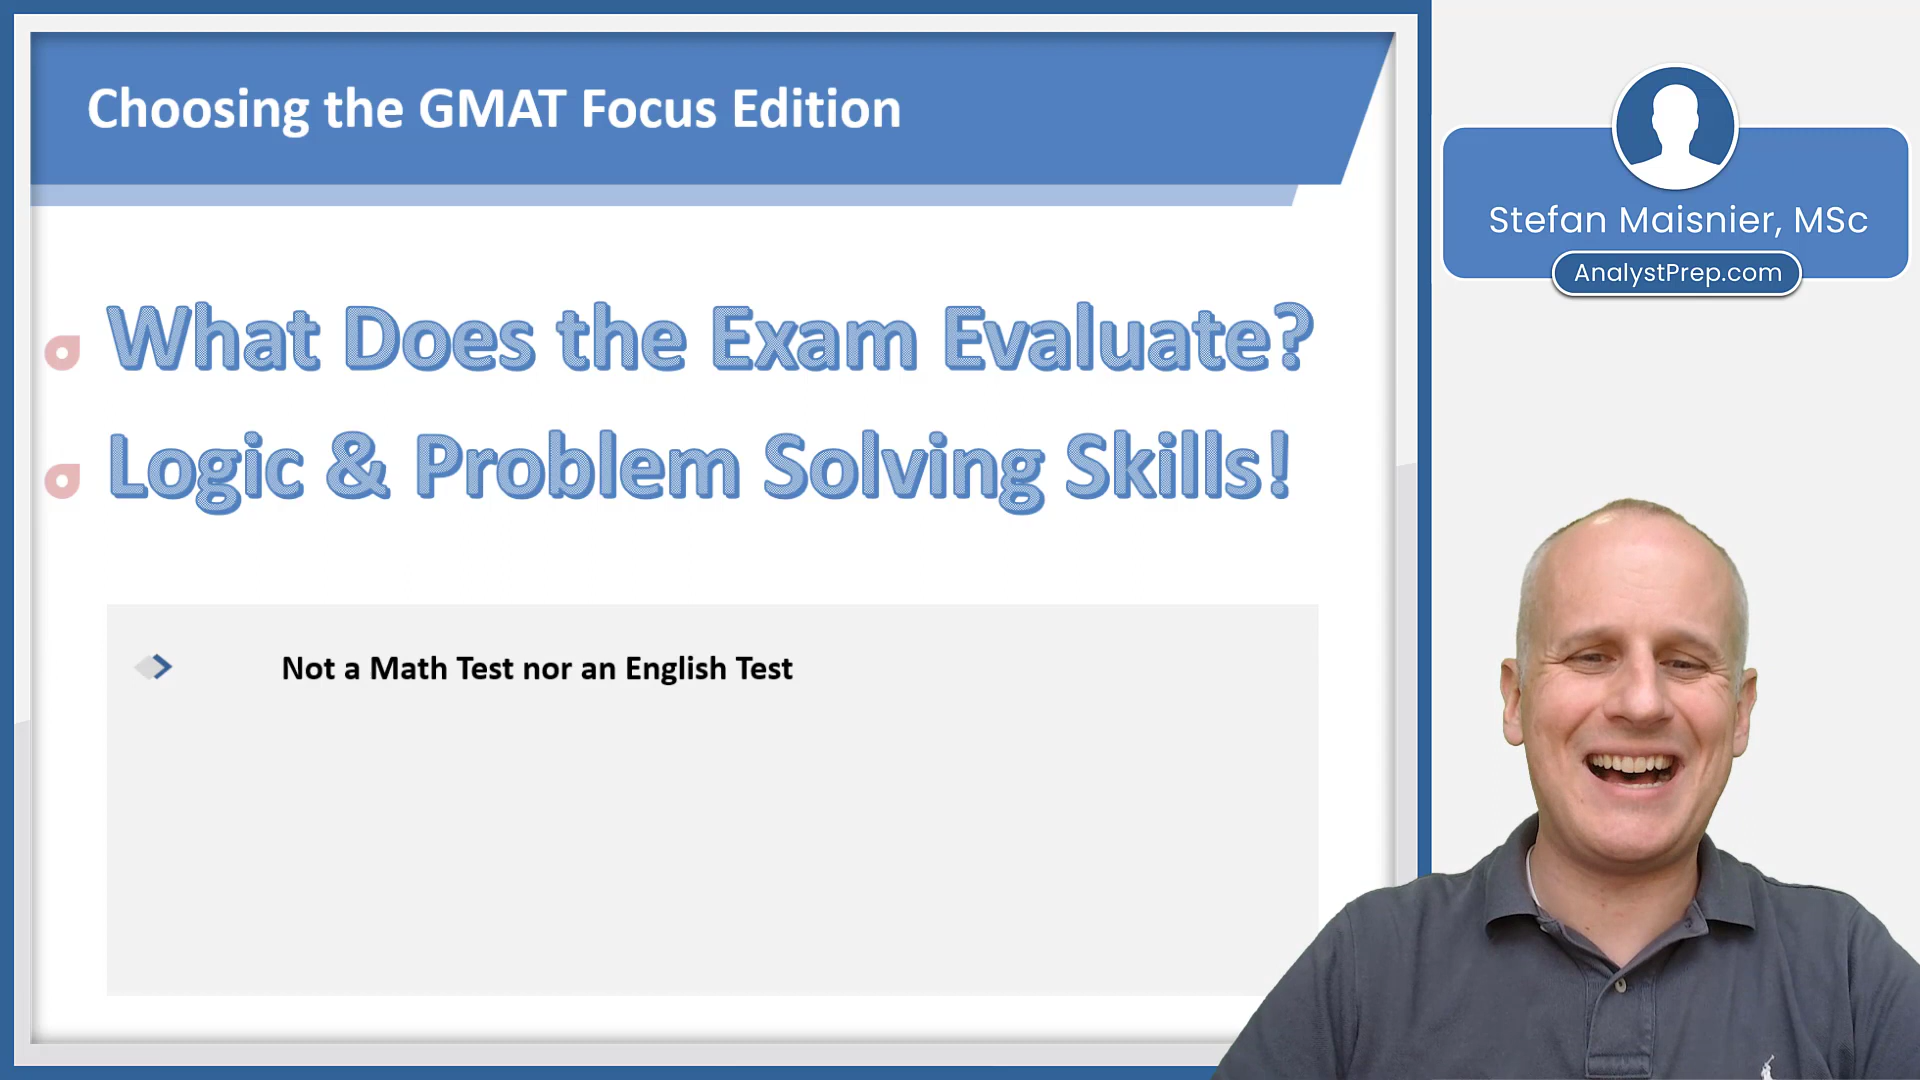 Choosing the GMAT Focus Edition
What Does the Exam Evaluate?
Logic & Problem Solving Skills!
Not a Math Test nor an English Test
Stefan Maisnier, MSc
AnalystPrep.com